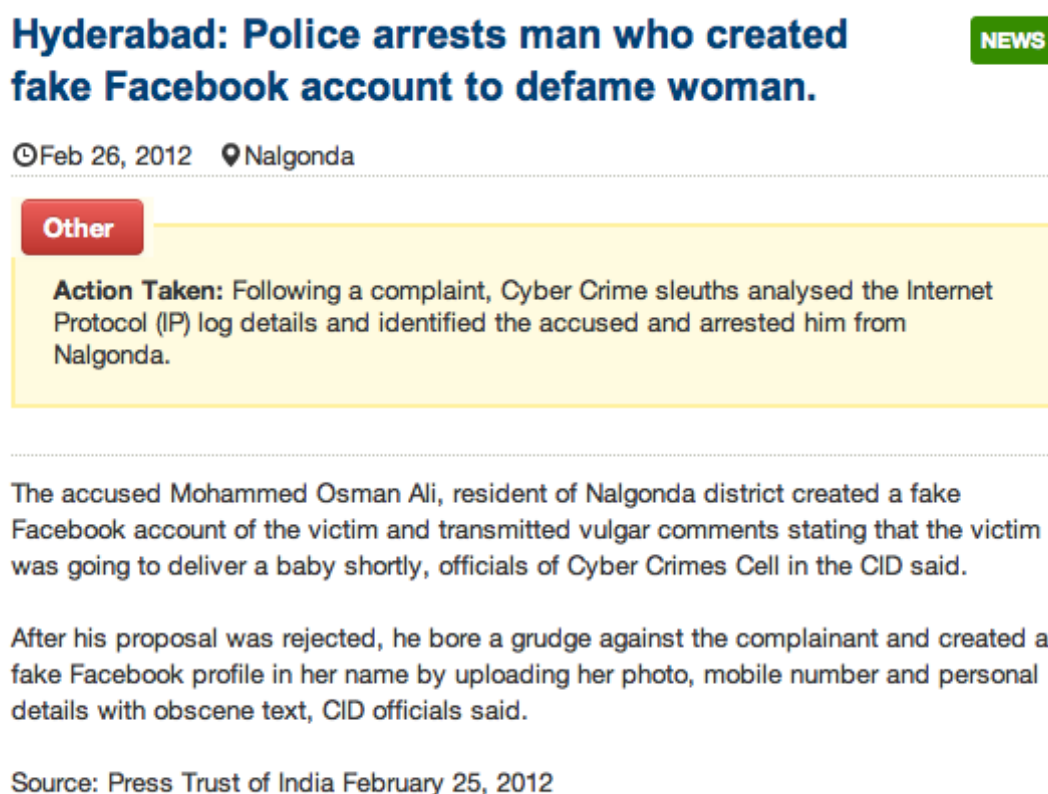 Hyderabad: Police arrests man who created
fake Facebook account to defame woman.
NEWS
Feb 26, 2012 Nalgonda
Other
Action Taken: Following a complaint, Cyber Crime sleuths analysed the Internet
Protocol (IP) log details and identified the accused and arrested him from
Nalgonda.
The accused Mohammed Osman Ali, resident of Nalgonda district created a fake
Facebook account of the victim and transmitted vulgar comments stating that the victim
was going to deliver a baby shortly, officials of Cyber Crimes Cell in the CID said.
After his proposal was rejected, he bore a grudge against the complainant and created a
fake Facebook profile in her name by uploading her photo, mobile number and personal
details with obscene text, CID officials said.
Source: Press Trust of India February 25, 2012